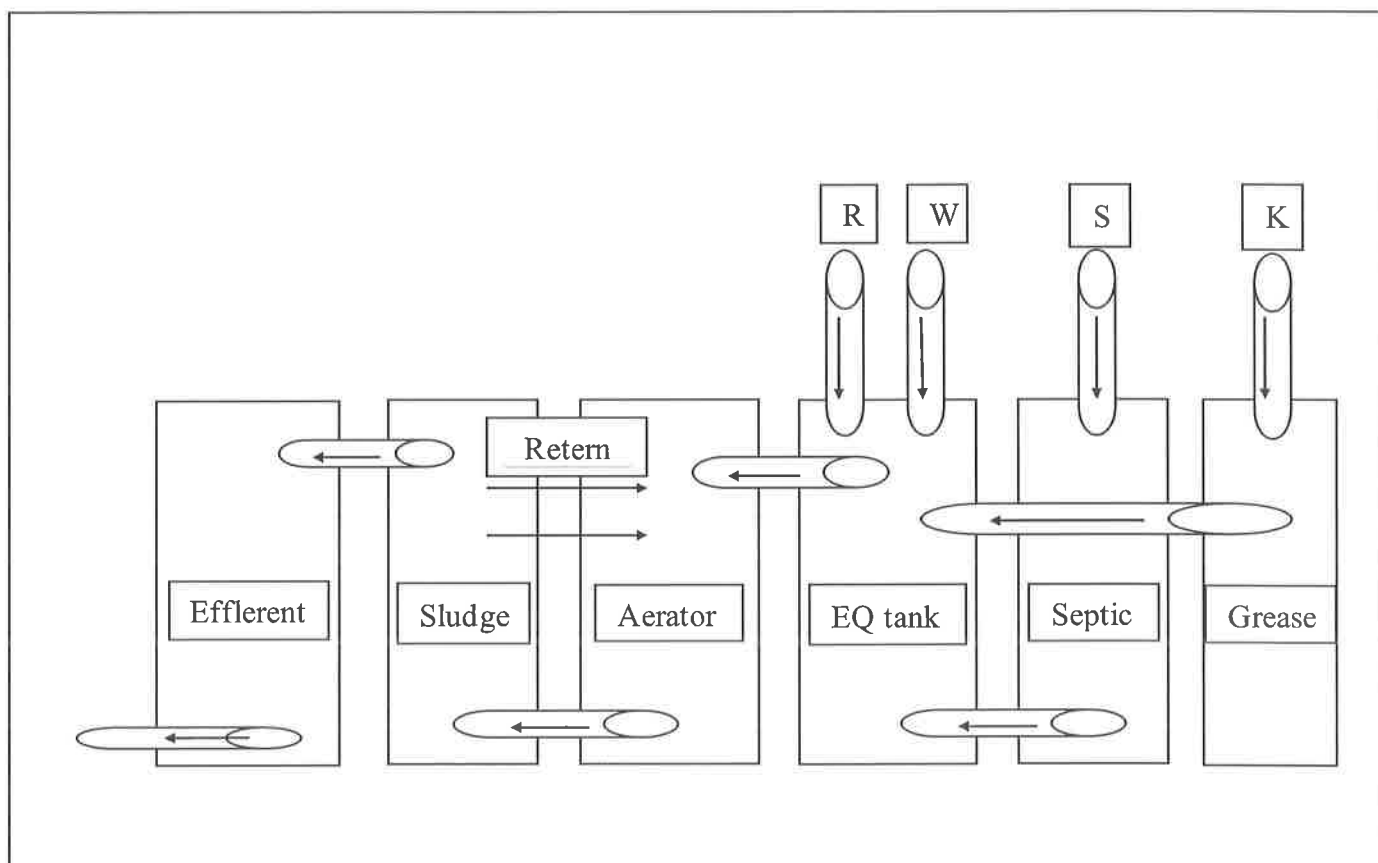 R
W
S
K
Retern
Efflerent
Sludge
Aerator
EQ tank
Septic
Grease